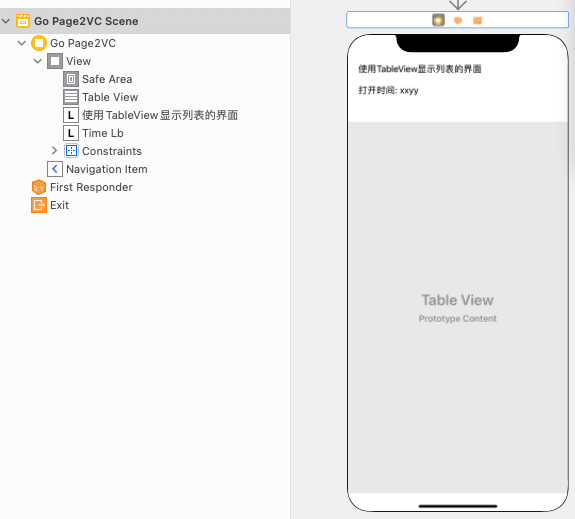 Go Page2VC Scene
Go Page2VC
View
Safe Area
Table View
L 使用TableView显示列表的界面
L Time Lb
Constraints
Navigation Item
First Responder
Exit
使用TableView显示列表的界面
打开时间: xxyy
Table View
Prototype Content